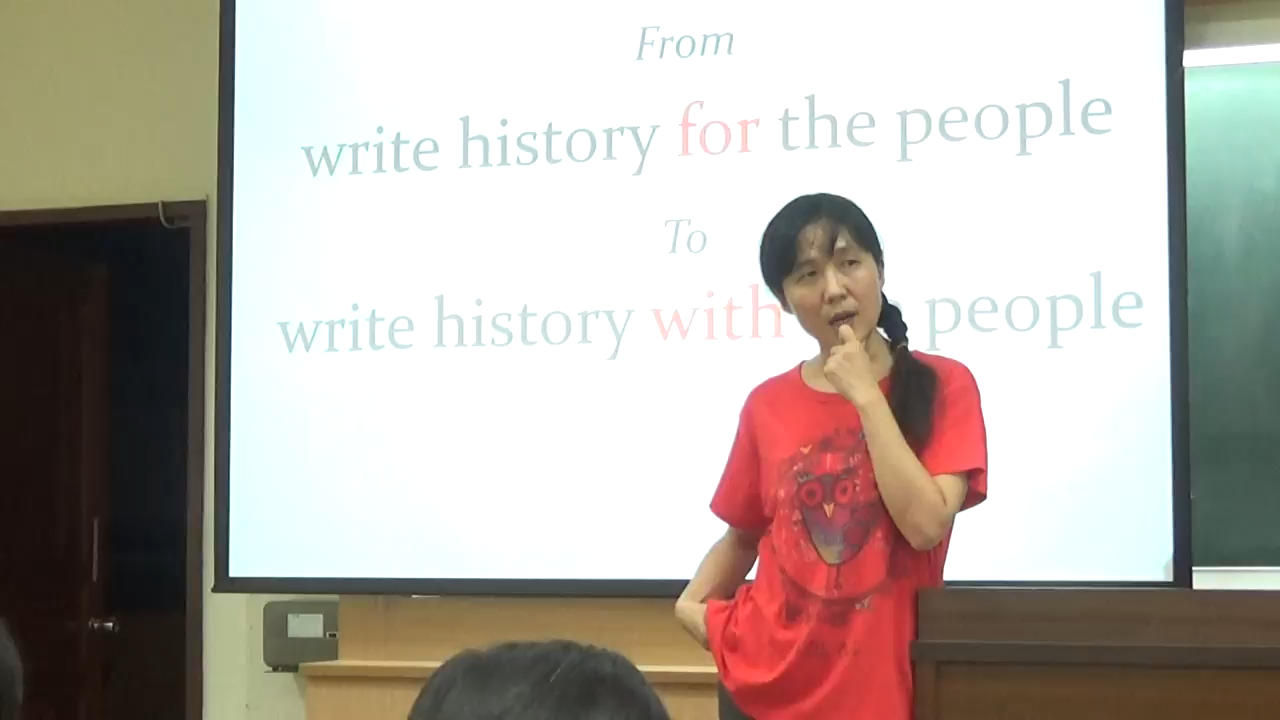 From
write history for the people
To
write history with people